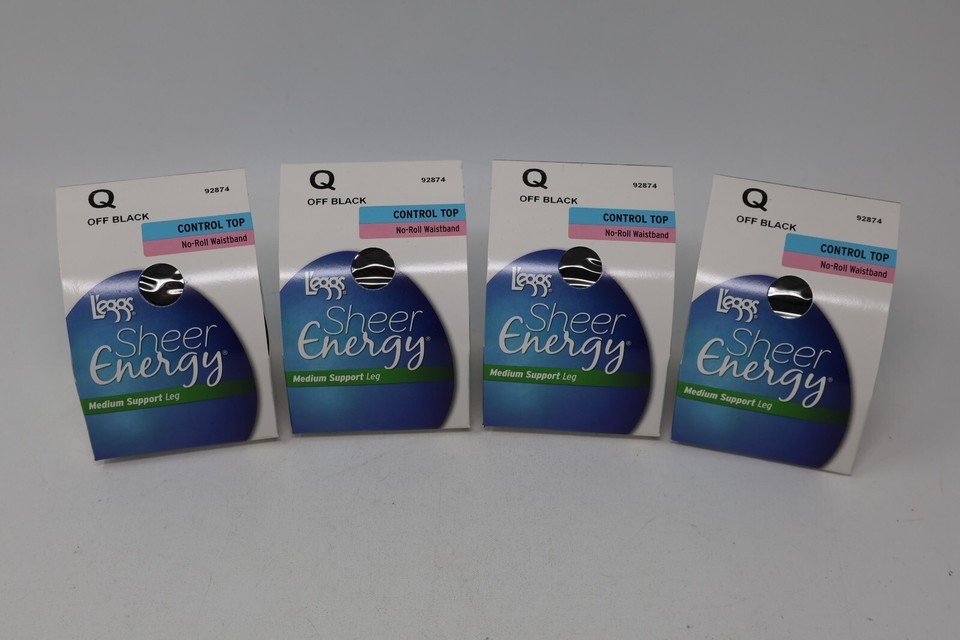 Q
92874
OFF BLACK
CONTROL TOP
No-Roll Waistband
L'eggs
Sheer
Energy®
Medium Support Leg
Q
92874
OFF BLACK
CONTROL TOP
No-Roll Waistband
L'eggs
Sheer
Energy®
Medium Support Leg
Q
92874
OFF BLACK
CONTROL TOP
No-Roll Waistband
L'eggs
Sheer
Energy®
Medium Support Leg
Q
92874
OFF BLACK
CONTROL TOP
No-Roll Waistband
L'eggs
Sheer
Energy®
Medium Support Leg